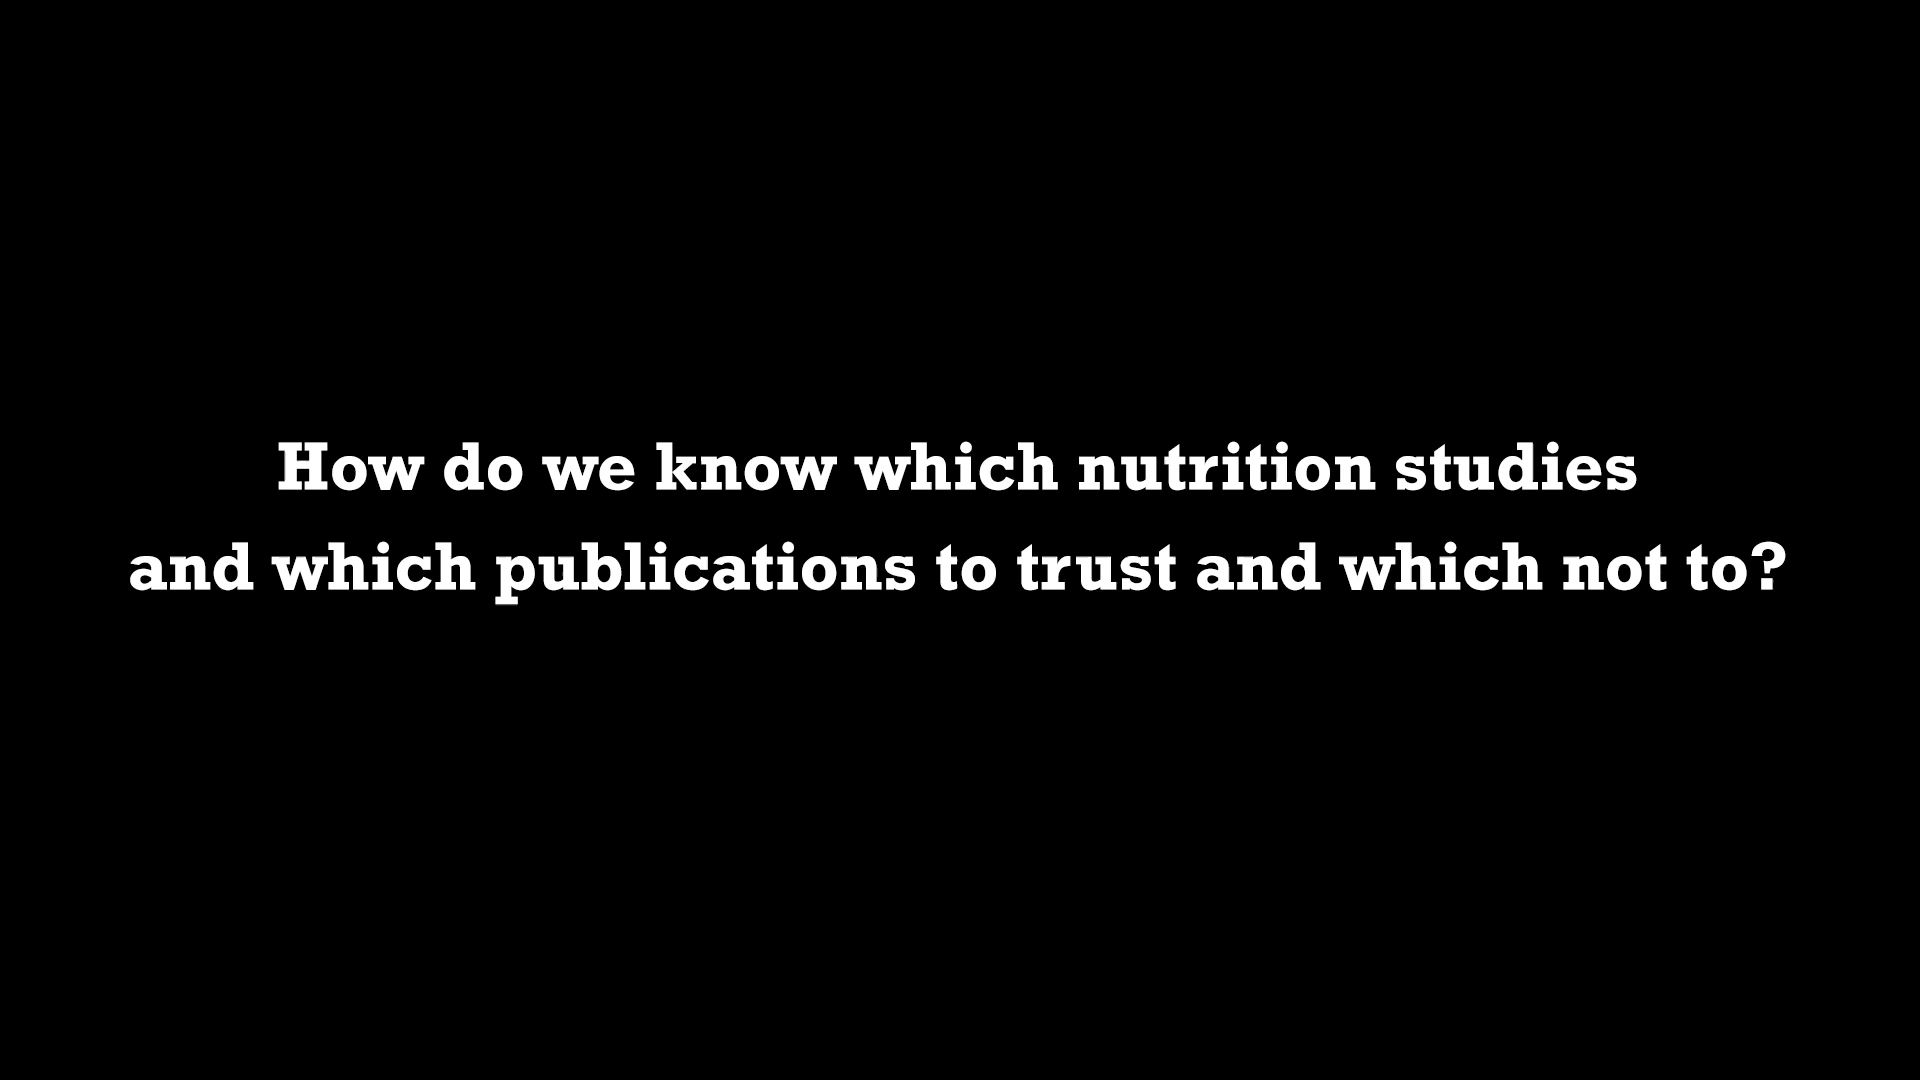 How do we know which nutrition studies
and which publications to trust and which not to?